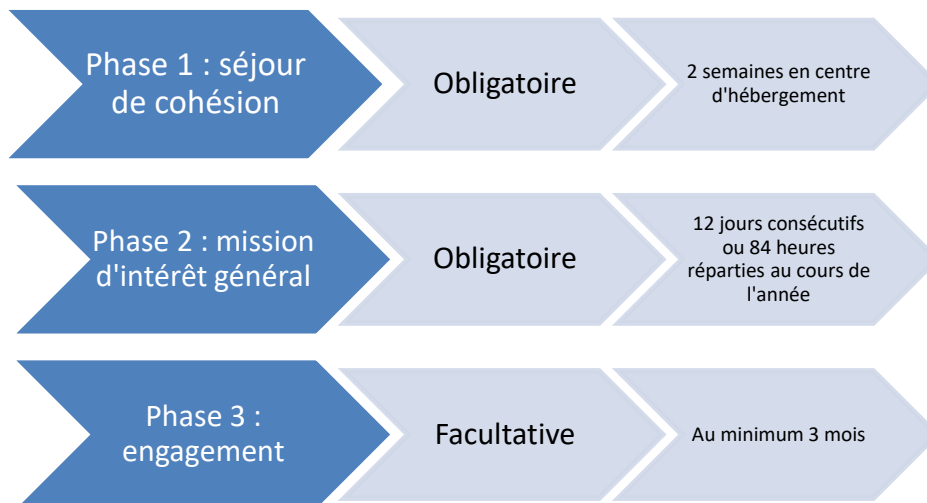 Phase 1 : séjour
de cohésion
Obligatoire
2 semaines en centre
d'hébergement
Phase 2 : mission
d'intérêt général
Obligatoire
12 jours consécutifs
ou 84 heures
réparties au cours de
l'année
Phase 3 :
engagement
Facultative
Au minimum 3 mois